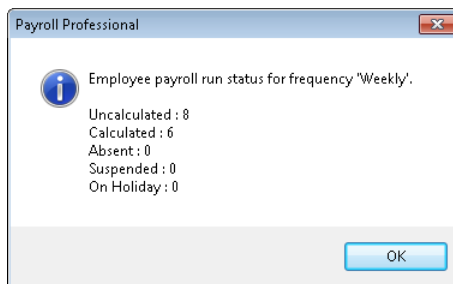 Payroll Professional
Employee payroll run status for frequency 'Weekly'.
Uncalculated : 8
Calculated : 6
Absent : 0
Suspended : 0
On Holiday : 0
OK